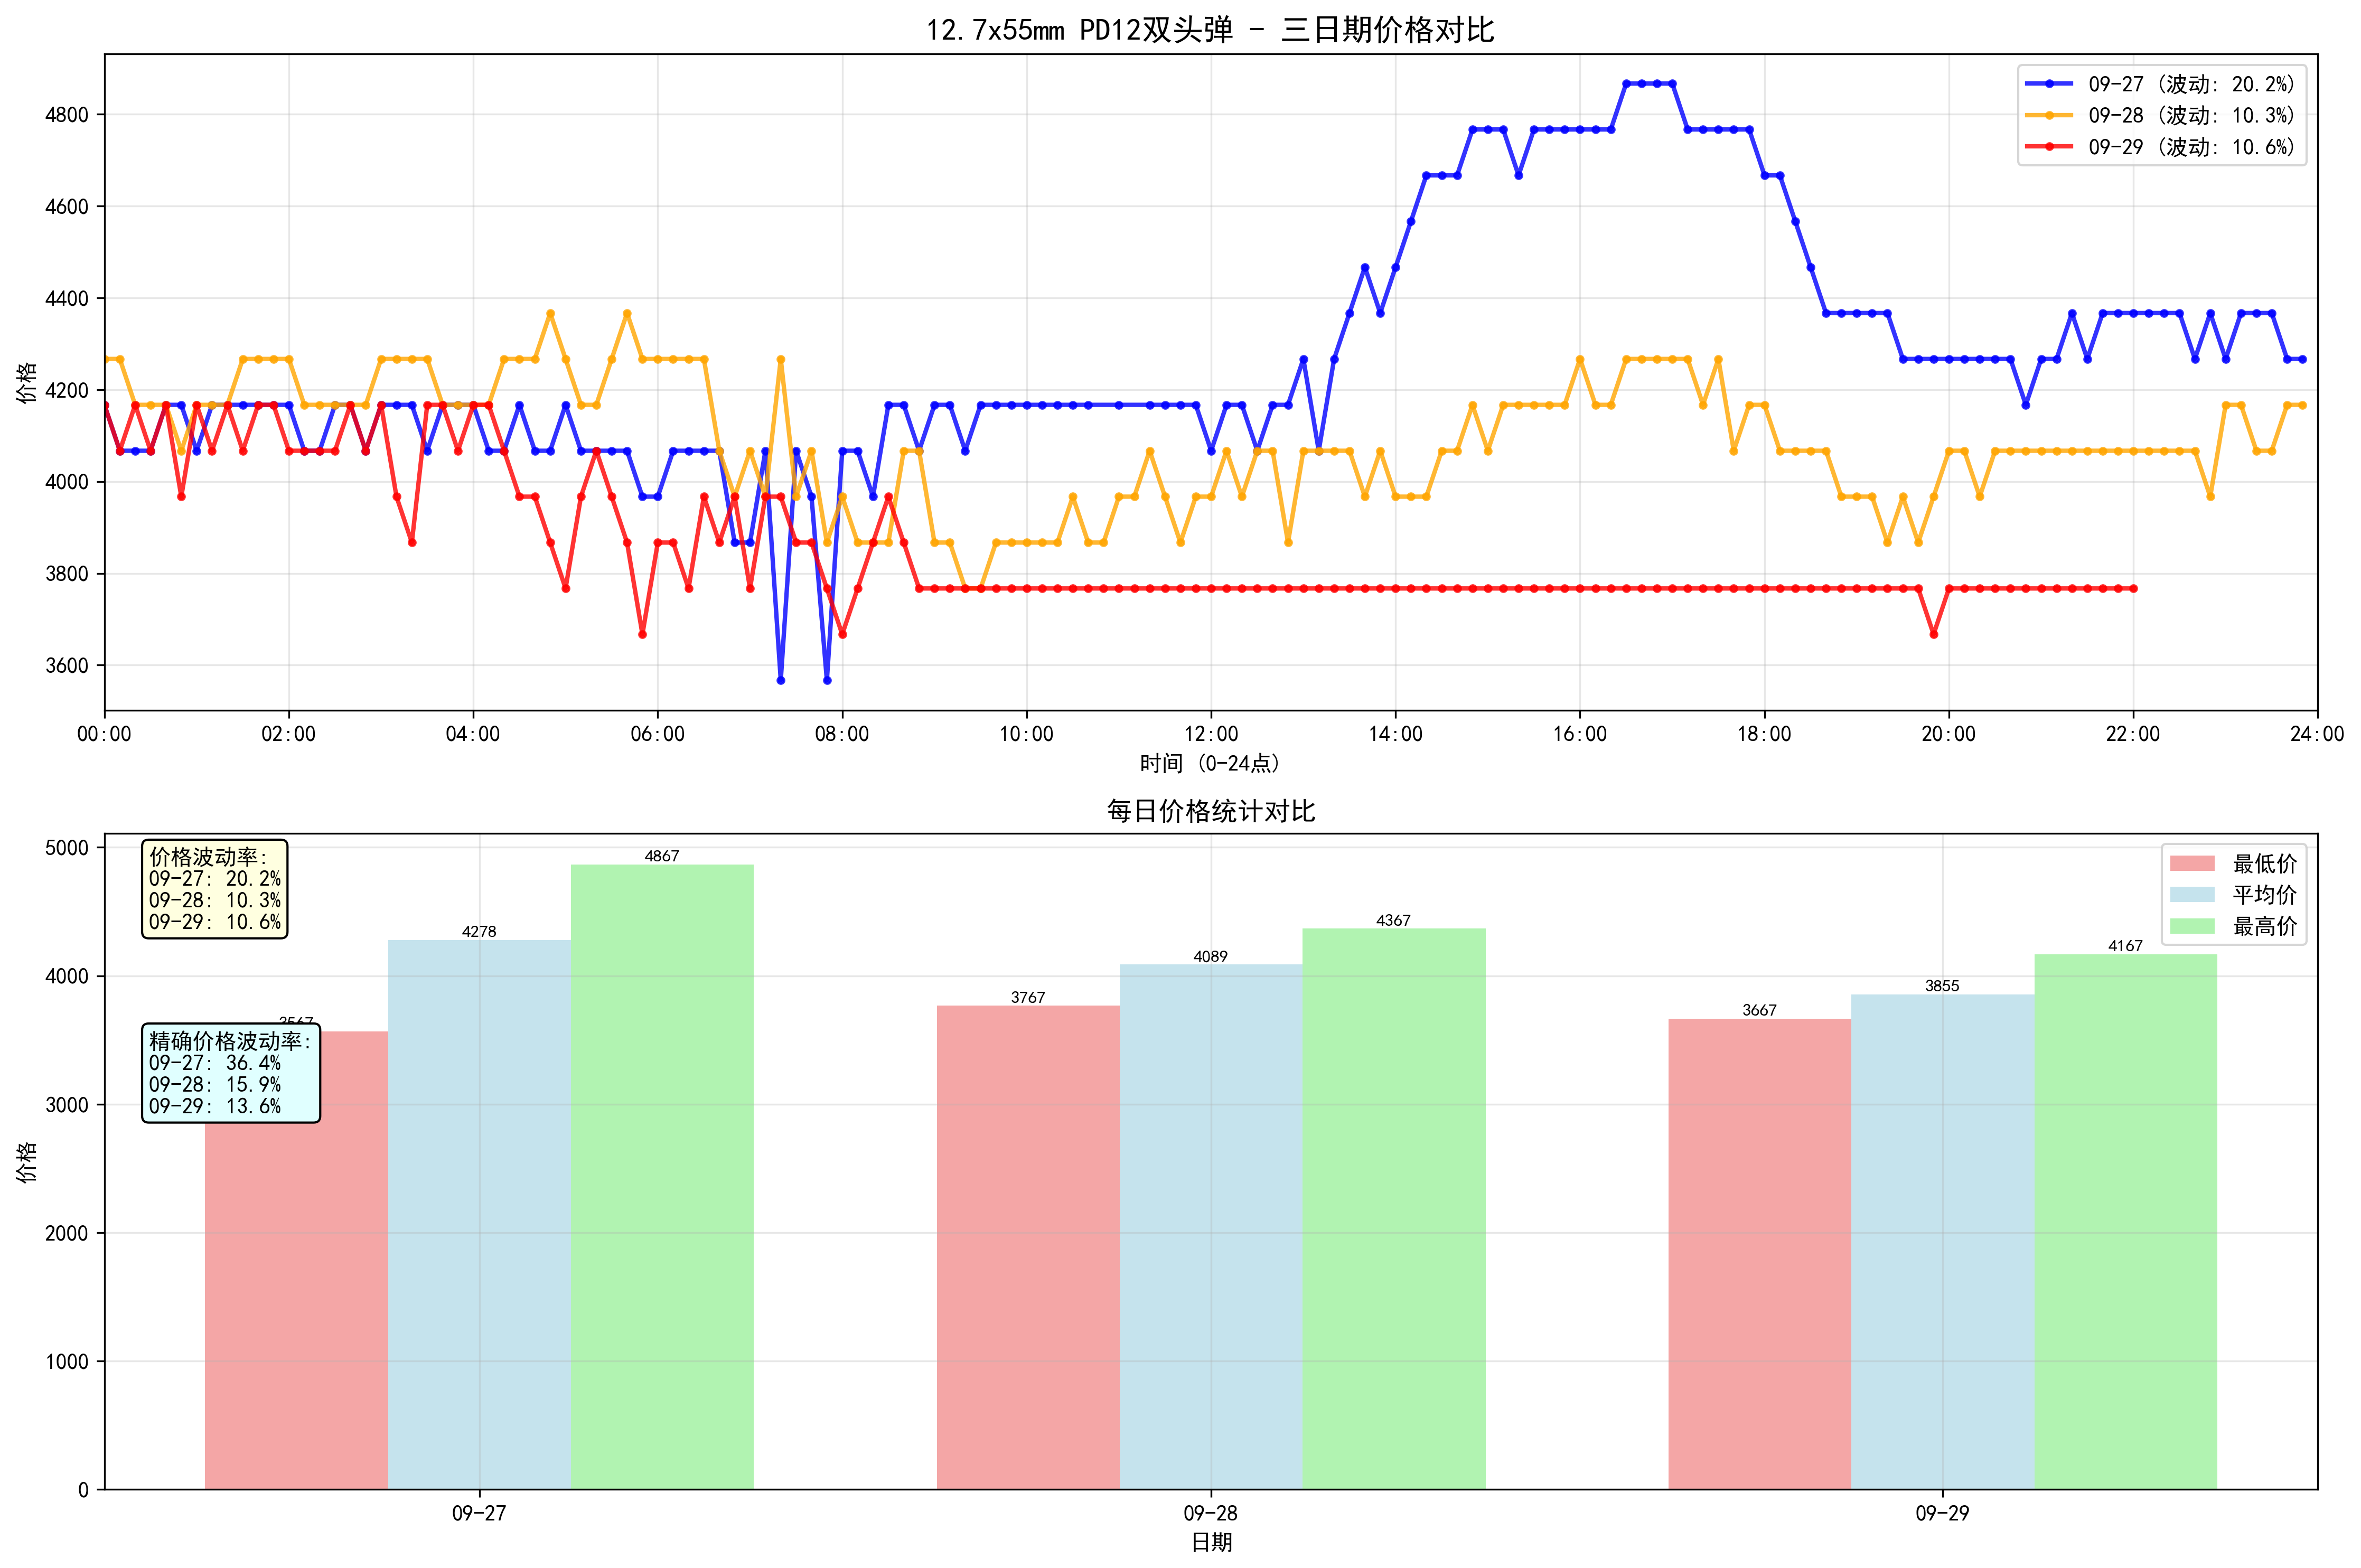 12.7x55mm PD12双头弹 - 三日期价格对比
09-27 (波动: 20.2%)
09-28 (波动: 10.3%)
09-29 (波动: 10.6%)
价格
4800
4600
4400
4200
4000
3800
3600
00:00 02:00 04:00 06:00 08:00 10:00 12:00 14:00 16:00 18:00 20:00 22:00 24:00
时间 (0-24点)
每日价格统计对比
价格波动率:
09-27: 20.2%
09-28: 10.3%
09-29: 10.6%
精确价格波动率:
09-27: 36.4%
09-28: 15.9%
09-29: 13.6%
最低价
平均价
最高价
价格
5000
4000
3000
2000
1000
0
3567 4278 4867
3767 4089 4367
3667 3855 4167
09-27 09-28 09-29
日期